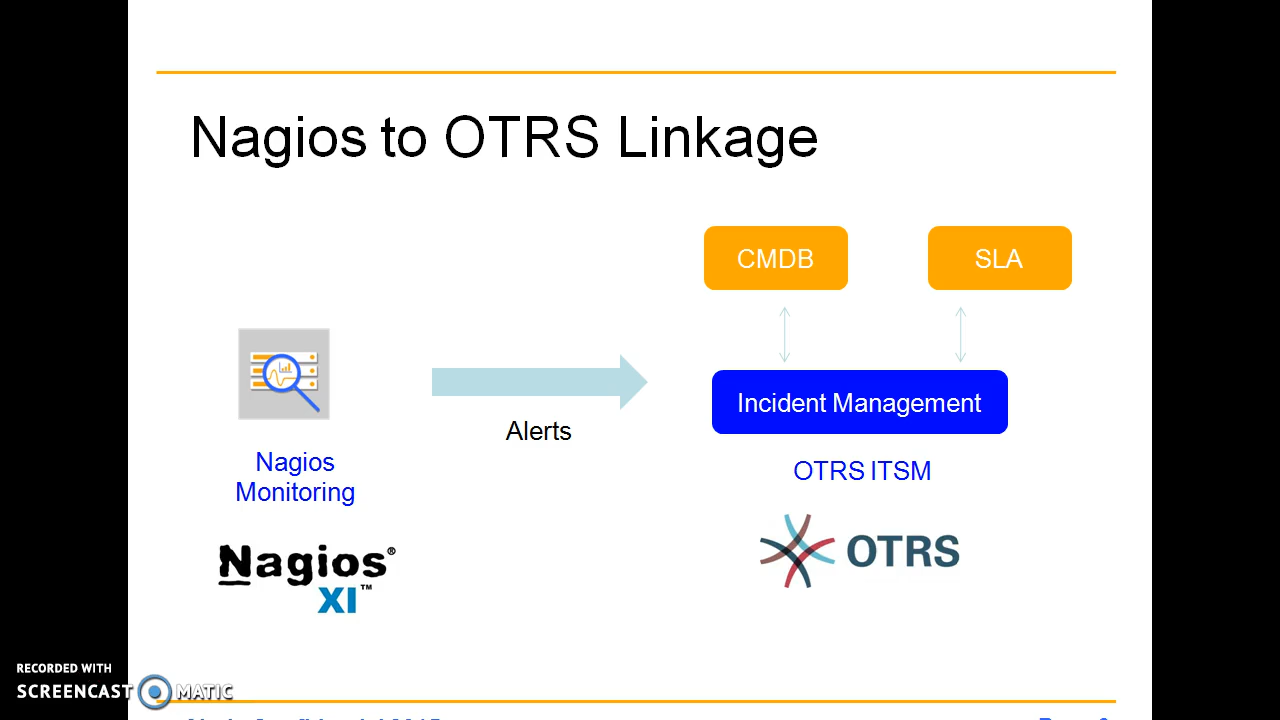 Nagios to OTRS Linkage
CMDB
SLA
Incident Management
Alerts
Nagios
Monitoring
OTRS ITSM
Nagios®
XI™
OTRS
RECORDED WITH
SCREENCAST MATIC